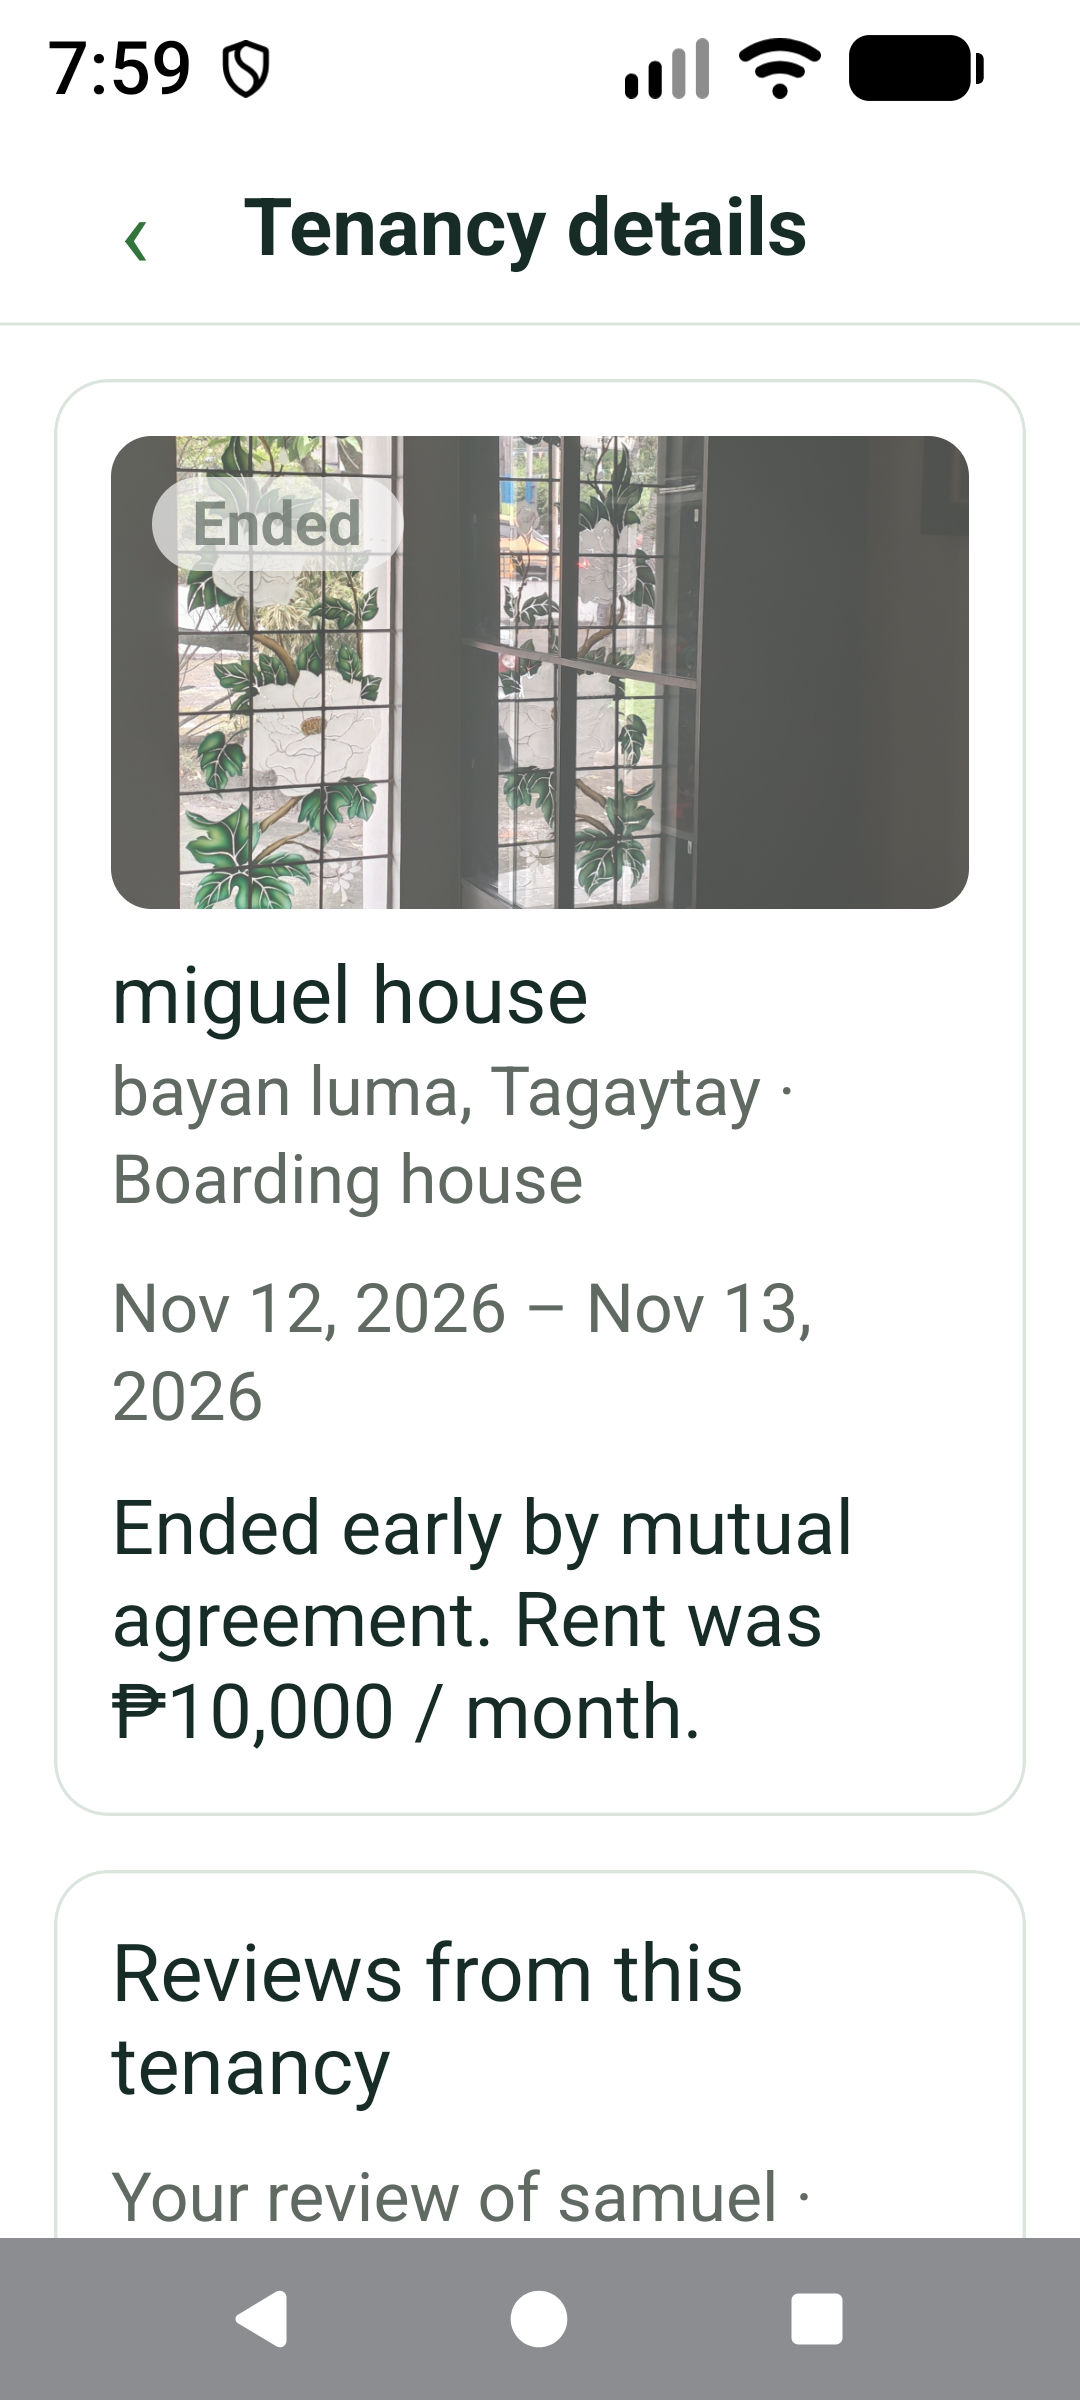 7:59
‹ Tenancy details
Ended
miguel house
bayan luma, Tagaytay ·
Boarding house
Nov 12, 2026 – Nov 13,
2026
Ended early by mutual
agreement. Rent was
₱10,000 / month.
Reviews from this
tenancy
Your review of samuel ·